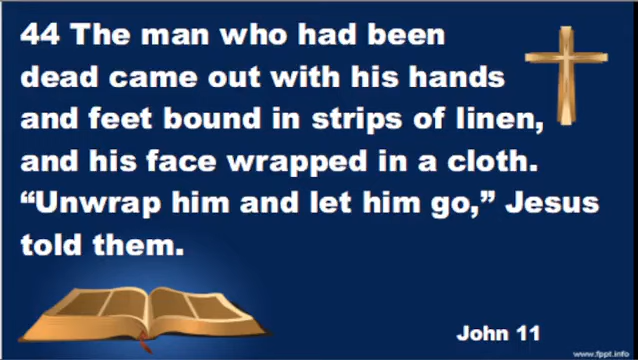 44 The man who had been
dead came out with his hands
and feet bound in strips of linen,
and his face wrapped in a cloth.
“Unwrap him and let him go,” Jesus
told them.
John 11
www.fppt.info